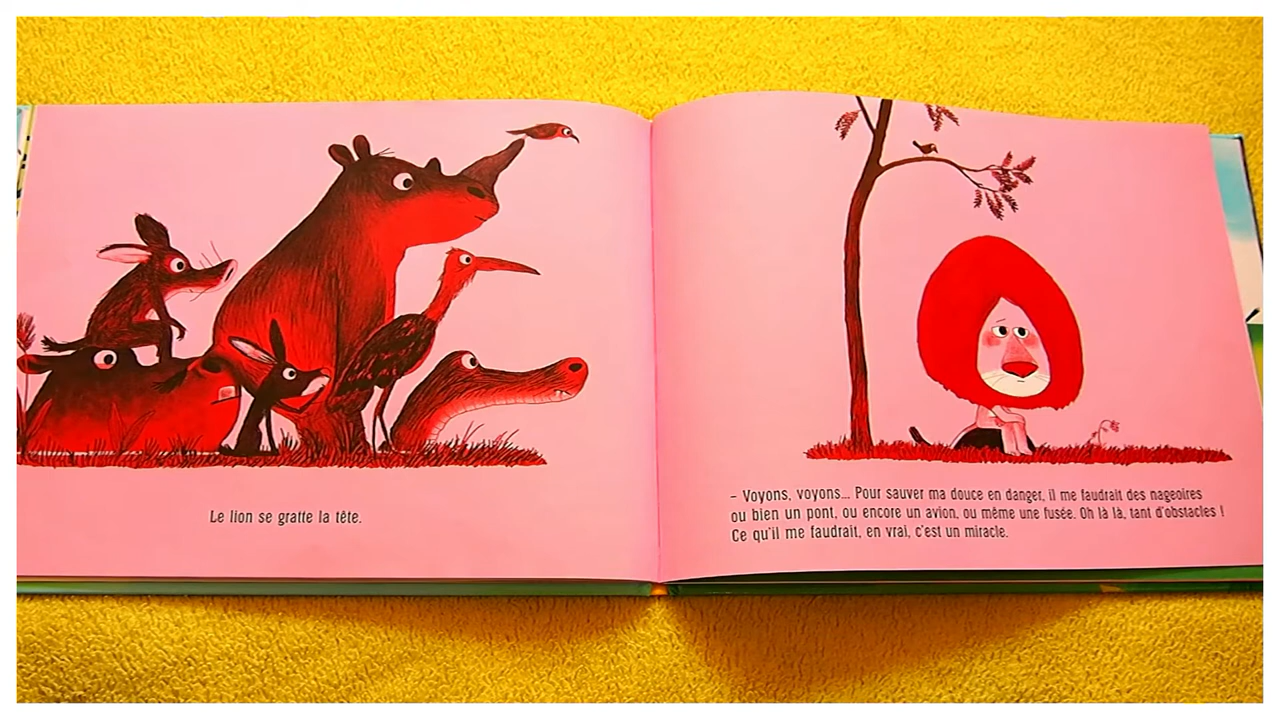 Le lion se gratte la tête.
– Voyons, voyons... Pour sauver ma douce en danger, il me faudrait des nageoires
ou bien un pont, ou encore un avion, ou même une fusée. Oh là là, tant d'obstacles !
Ce qu'il me faudrait, en vrai, c'est un miracle.